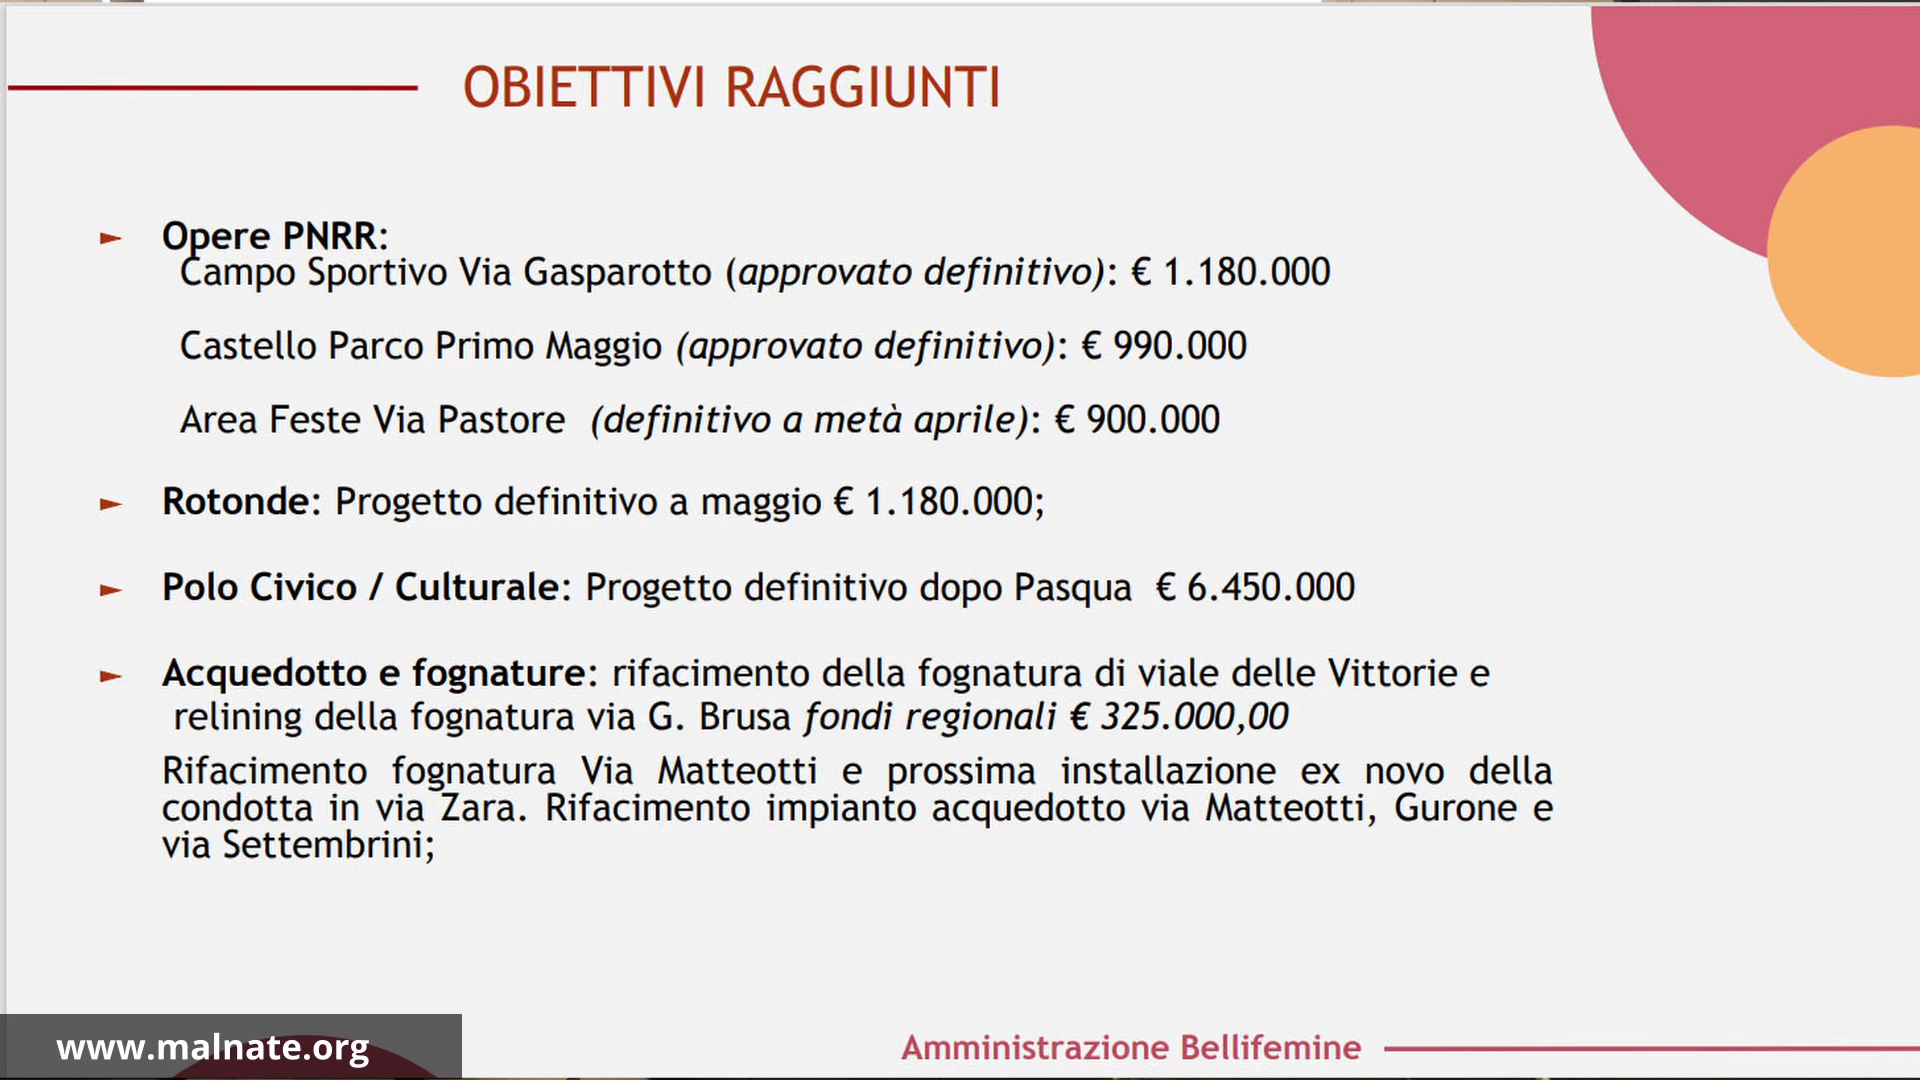 OBIETTIVI RAGGIUNTI
► Opere PNRR:
Campo Sportivo Via Gasparotto (approvato definitivo): € 1.180.000
Castello Parco Primo Maggio (approvato definitivo): € 990.000
Area Feste Via Pastore (definitivo a metà aprile): € 900.000
► Rotonde: Progetto definitivo a maggio € 1.180.000;
► Polo Civico / Culturale: Progetto definitivo dopo Pasqua € 6.450.000
► Acquedotto e fognature: rifacimento della fognatura di viale delle Vittorie e
relining della fognatura via G. Brusa fondi regionali € 325.000,00
Rifacimento fognatura Via Matteotti e prossima installazione ex novo della
condotta in via Zara. Rifacimento impianto acquedotto via Matteotti, Gurone e
via Settembrini;
www.malnate.org
Amministrazione Bellifemine